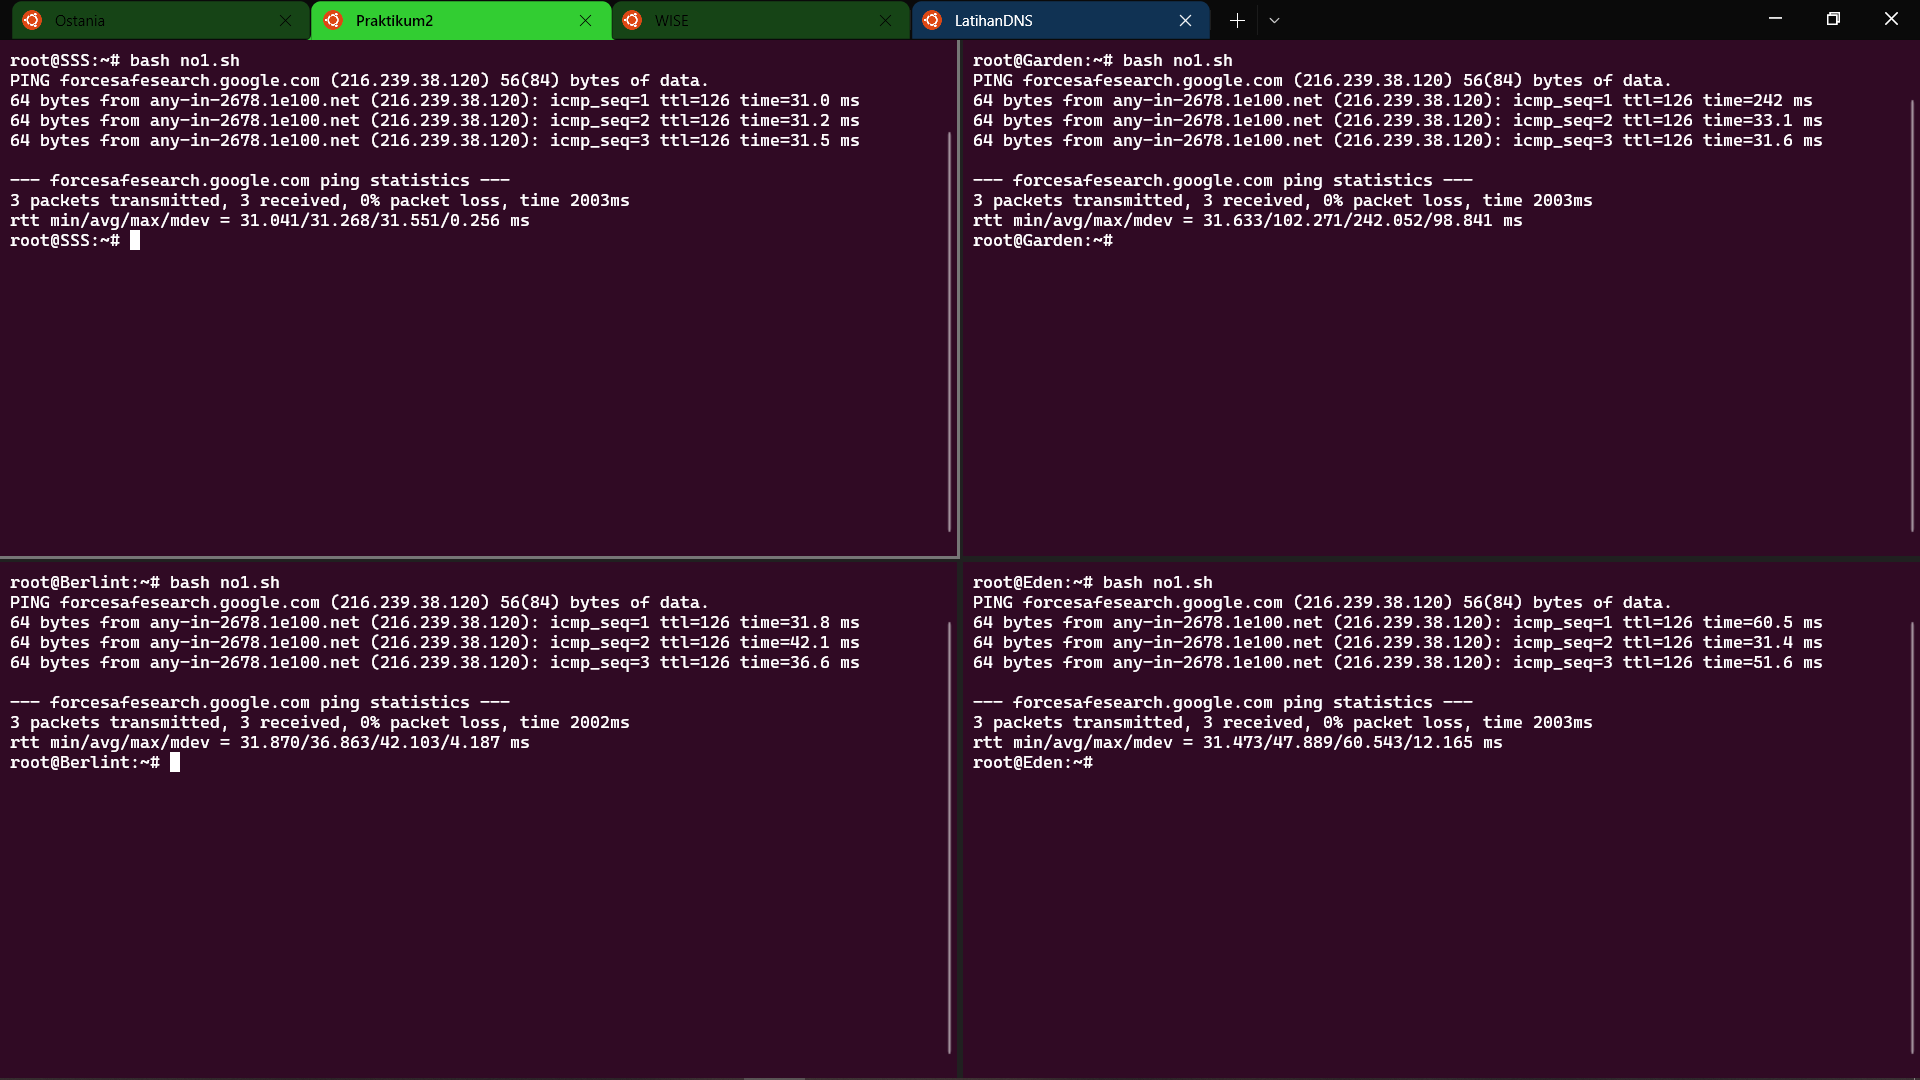 Ostania
Praktikum2
WISE
LatihanDNS
root@SSS:~# bash no1.sh
PING forcesafesearch.google.com (216.239.38.120) 56(84) bytes of data.
64 bytes from any-in-2678.1e100.net (216.239.38.120): icmp_seq=1 ttl=126 time=31.0 ms
64 bytes from any-in-2678.1e100.net (216.239.38.120): icmp_seq=2 ttl=126 time=31.2 ms
64 bytes from any-in-2678.1e100.net (216.239.38.120): icmp_seq=3 ttl=126 time=31.5 ms
--- forcesafesearch.google.com ping statistics ---
3 packets transmitted, 3 received, 0% packet loss, time 2003ms
rtt min/avg/max/mdev = 31.041/31.268/31.551/0.256 ms
root@SSS:~#
root@Garden:~# bash no1.sh
PING forcesafesearch.google.com (216.239.38.120) 56(84) bytes of data.
64 bytes from any-in-2678.1e100.net (216.239.38.120): icmp_seq=1 ttl=126 time=242 ms
64 bytes from any-in-2678.1e100.net (216.239.38.120): icmp_seq=2 ttl=126 time=33.1 ms
64 bytes from any-in-2678.1e100.net (216.239.38.120): icmp_seq=3 ttl=126 time=31.6 ms
--- forcesafesearch.google.com ping statistics ---
3 packets transmitted, 3 received, 0% packet loss, time 2003ms
rtt min/avg/max/mdev = 31.633/102.271/242.052/98.841 ms
root@Garden:~#
root@Berlint:~# bash no1.sh
PING forcesafesearch.google.com (216.239.38.120) 56(84) bytes of data.
64 bytes from any-in-2678.1e100.net (216.239.38.120): icmp_seq=1 ttl=126 time=31.8 ms
64 bytes from any-in-2678.1e100.net (216.239.38.120): icmp_seq=2 ttl=126 time=42.1 ms
64 bytes from any-in-2678.1e100.net (216.239.38.120): icmp_seq=3 ttl=126 time=36.6 ms
--- forcesafesearch.google.com ping statistics ---
3 packets transmitted, 3 received, 0% packet loss, time 2002ms
rtt min/avg/max/mdev = 31.870/36.863/42.103/4.187 ms
root@Berlint:~#
root@Eden:~# bash no1.sh
PING forcesafesearch.google.com (216.239.38.120) 56(84) bytes of data.
64 bytes from any-in-2678.1e100.net (216.239.38.120): icmp_seq=1 ttl=126 time=60.5 ms
64 bytes from any-in-2678.1e100.net (216.239.38.120): icmp_seq=2 ttl=126 time=31.4 ms
64 bytes from any-in-2678.1e100.net (216.239.38.120): icmp_seq=3 ttl=126 time=51.6 ms
--- forcesafesearch.google.com ping statistics ---
3 packets transmitted, 3 received, 0% packet loss, time 2003ms
rtt min/avg/max/mdev = 31.473/47.889/60.543/12.165 ms
root@Eden:~#